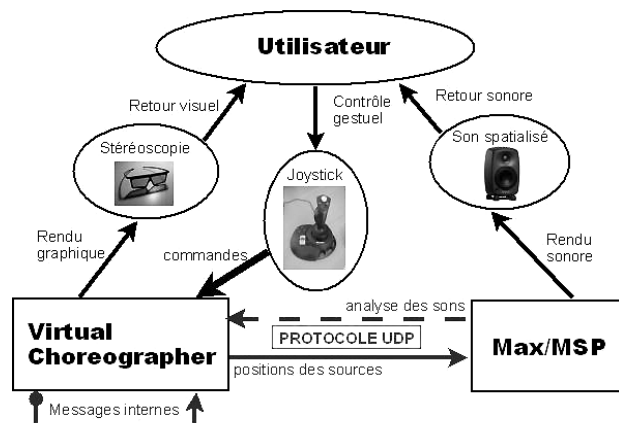 Utilisateur
Retour visuel
Contrôle
gestuel
Retour sonore
Stéréoscopie
Joystick
Son spatialisé
Rendu
graphique
commandes
Rendu
sonore
analyse des sons
Virtual
Choreographer
PROTOCOLE UDP
Max/MSP
positions des sources
Messages internes